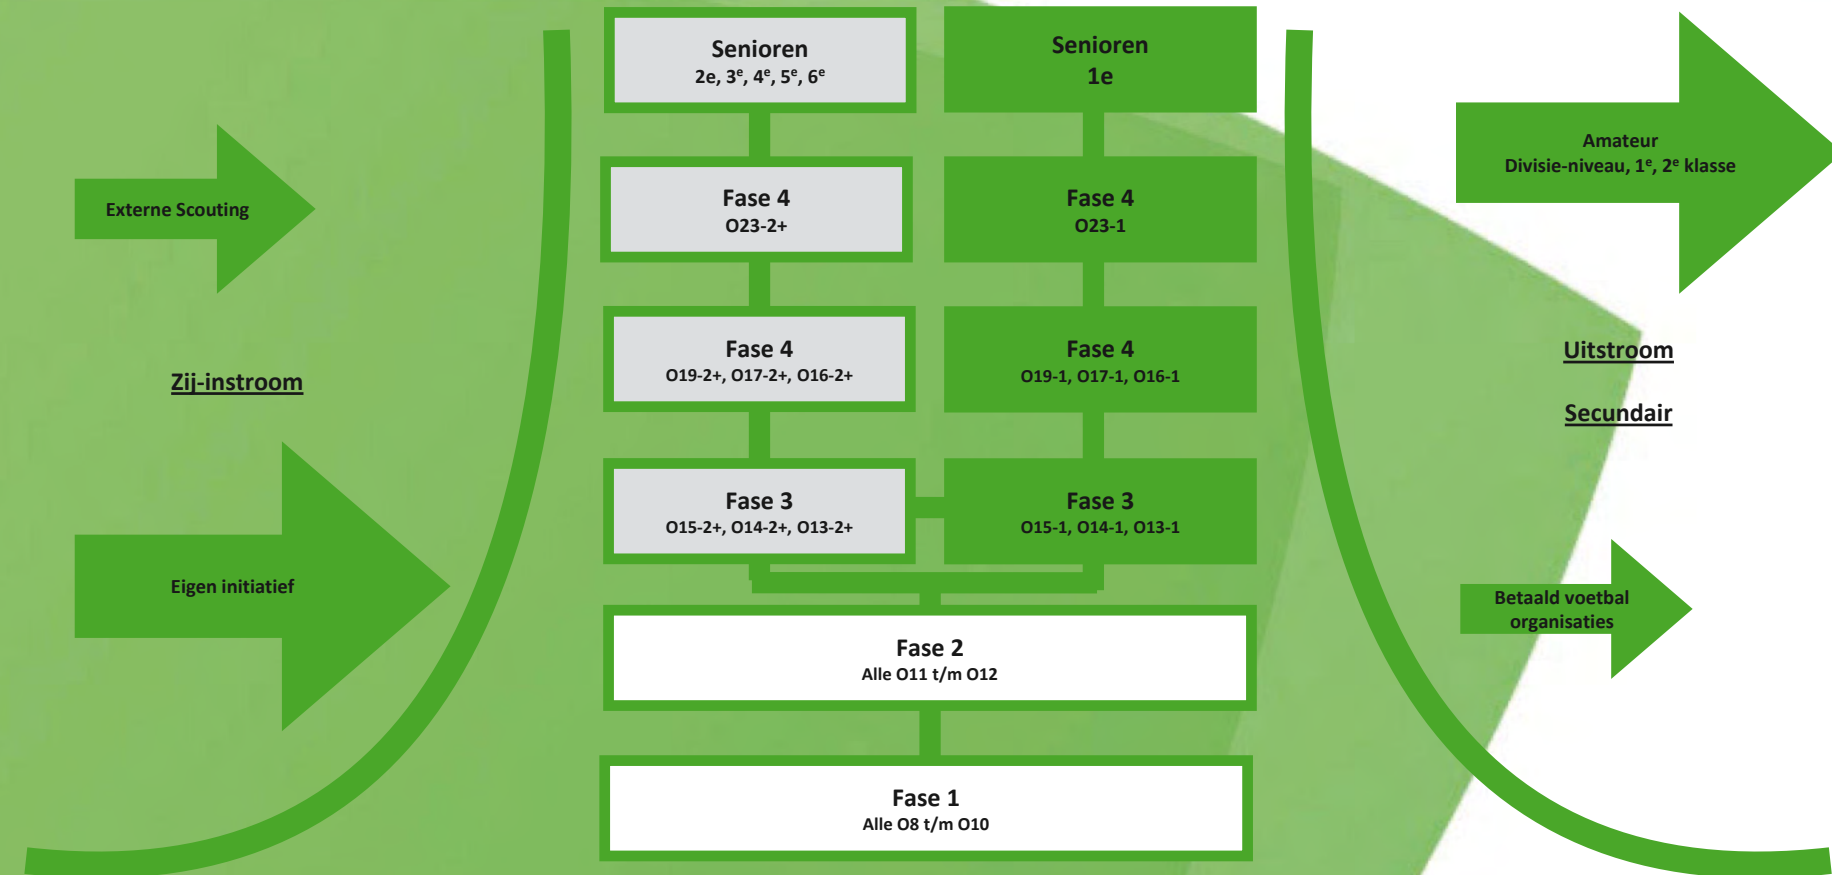 Senioren
2e, 3e, 4e, 5e, 6e
Senioren
1e
Amateur
Divisie-niveau, 1e, 2e klasse
Externe Scouting
Fase 4
O23-2+
Fase 4
O23-1
Zij-instroom
Fase 4
O19-2+, O17-2+, O16-2+
Fase 4
O19-1, O17-1, O16-1
Uitstroom
Secundair
Fase 3
O15-2+, O14-2+, O13-2+
Fase 3
O15-1, O14-1, O13-1
Eigen initiatief
Betaald voetbal
organisaties
Fase 2
Alle O11 t/m O12
Fase 1
Alle O8 t/m O10